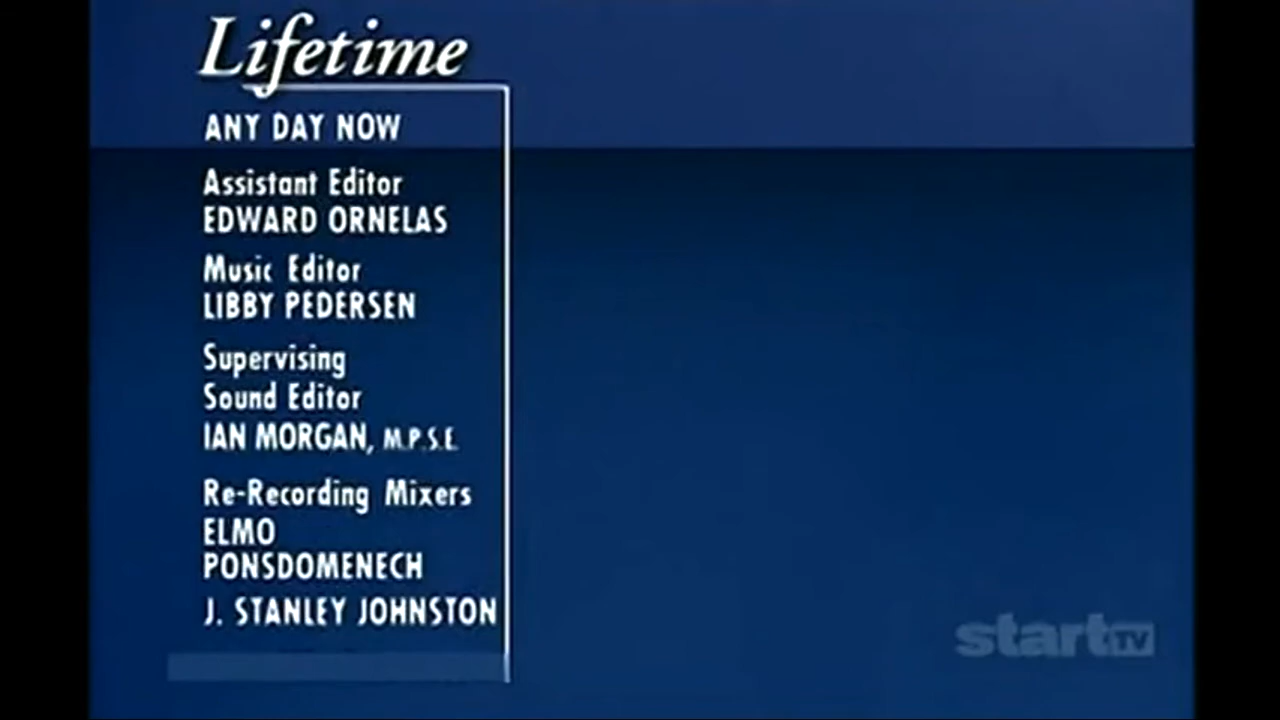 Lifetime
ANY DAY NOW
Assistant Editor
EDWARD ORNELAS
Music Editor
LIBBY PEDERSEN
Supervising
Sound Editor
IAN MORGAN, M.P.S.E.
Re-Recording Mixers
ELMO
PONSDOMENECH
J. STANLEY JOHNSTON
startTV